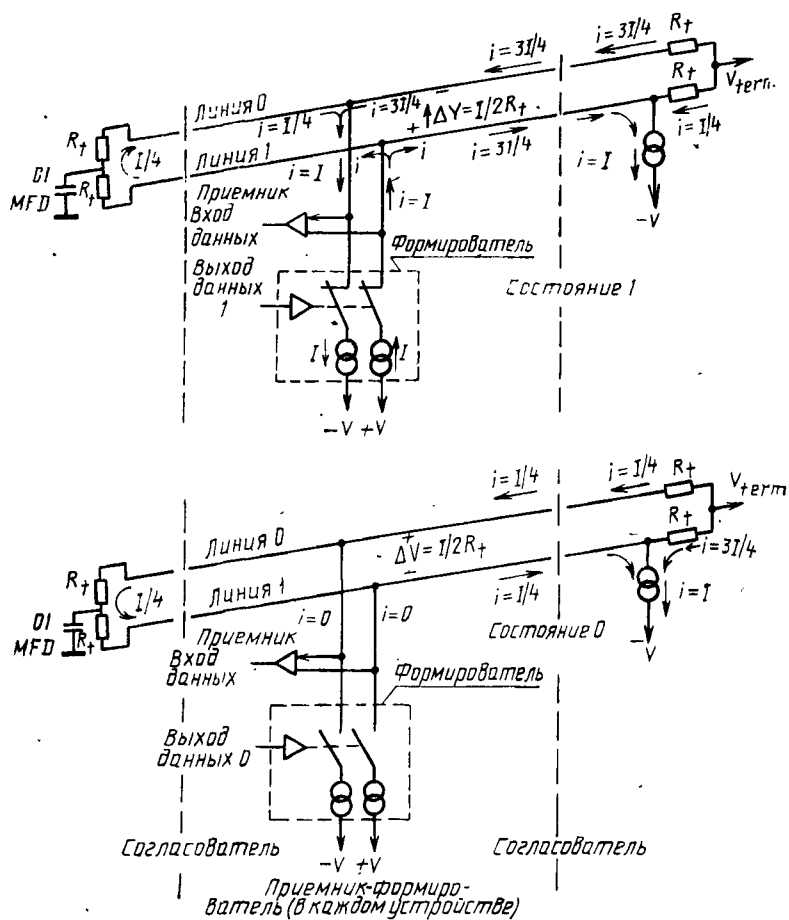 i = 3I/4
i = 3I/4
R t
R t
V term.
i = I/4
i = I
-V
Линия 0
i = I/4
i = 3I/4
+ ΔY = I/2R t
Линия 1
i = I
i
i
i = 3I/4
i = I
R t
I/4
R t
01
MFD
Приемник
Вход
данных
Формирователь
Выход
данных
1
I
I
-V +V
Состояние 1
i = I/4
i = I/4
R t
V term
R t
i = 3I/4
i = I
-V
Линия 0
+
ΔV = I/2R t
-
Линия 1
i = I/4
R t
I/4
R t
01
MFD
i = 0
i = 0
Приемник
Вход
данных
Состояние 0
Формирователь
Выход
данных 0
-V +V
Согласователь
Согласователь
Приемник-формиро-
ватель (в каждом устройстве)